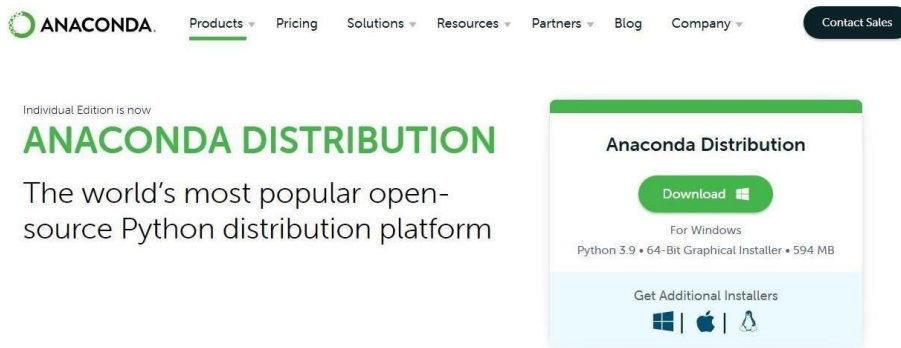 ANACONDA.
Products
Pricing
Solutions
Resources
Partners
Blog
Company
Contact Sales
Individual Edition is now
ANACONDA DISTRIBUTION
The world's most popular open-
source Python distribution platform
Anaconda Distribution
Download
For Windows
Python 3.9 • 64-Bit Graphical Installer • 594 MB
Get Additional Installers